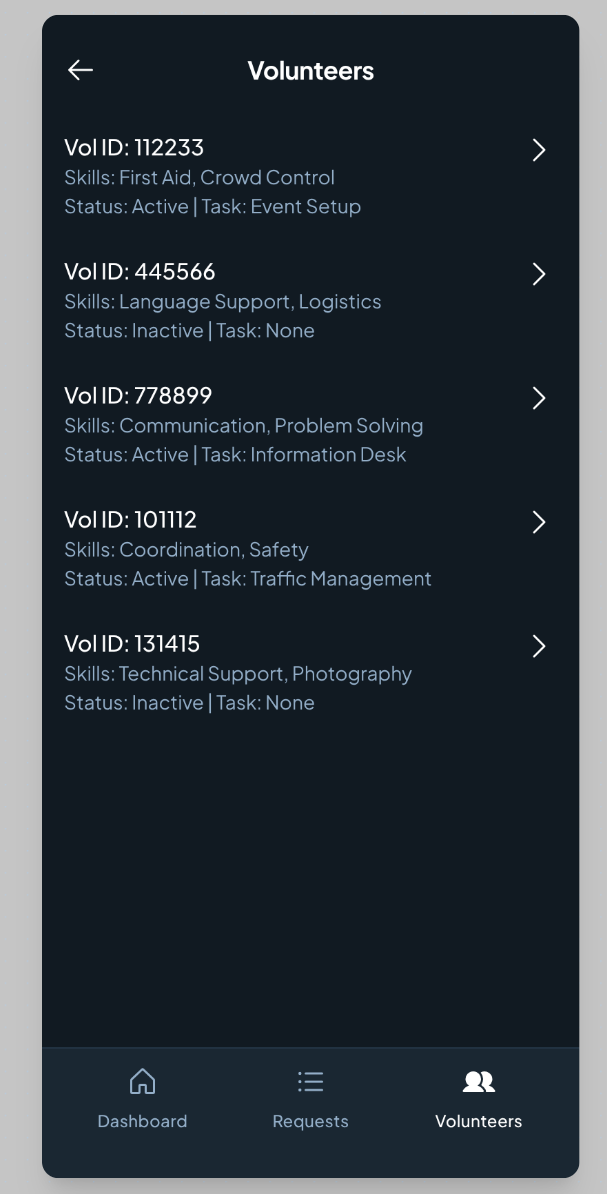 Volunteers
Vol ID: 112233
Skills: First Aid, Crowd Control
Status: Active | Task: Event Setup
Vol ID: 445566
Skills: Language Support, Logistics
Status: Inactive | Task: None
Vol ID: 778899
Skills: Communication, Problem Solving
Status: Active | Task: Information Desk
Vol ID: 101112
Skills: Coordination, Safety
Status: Active | Task: Traffic Management
Vol ID: 131415
Skills: Technical Support, Photography
Status: Inactive | Task: None
Dashboard
Requests
Volunteers